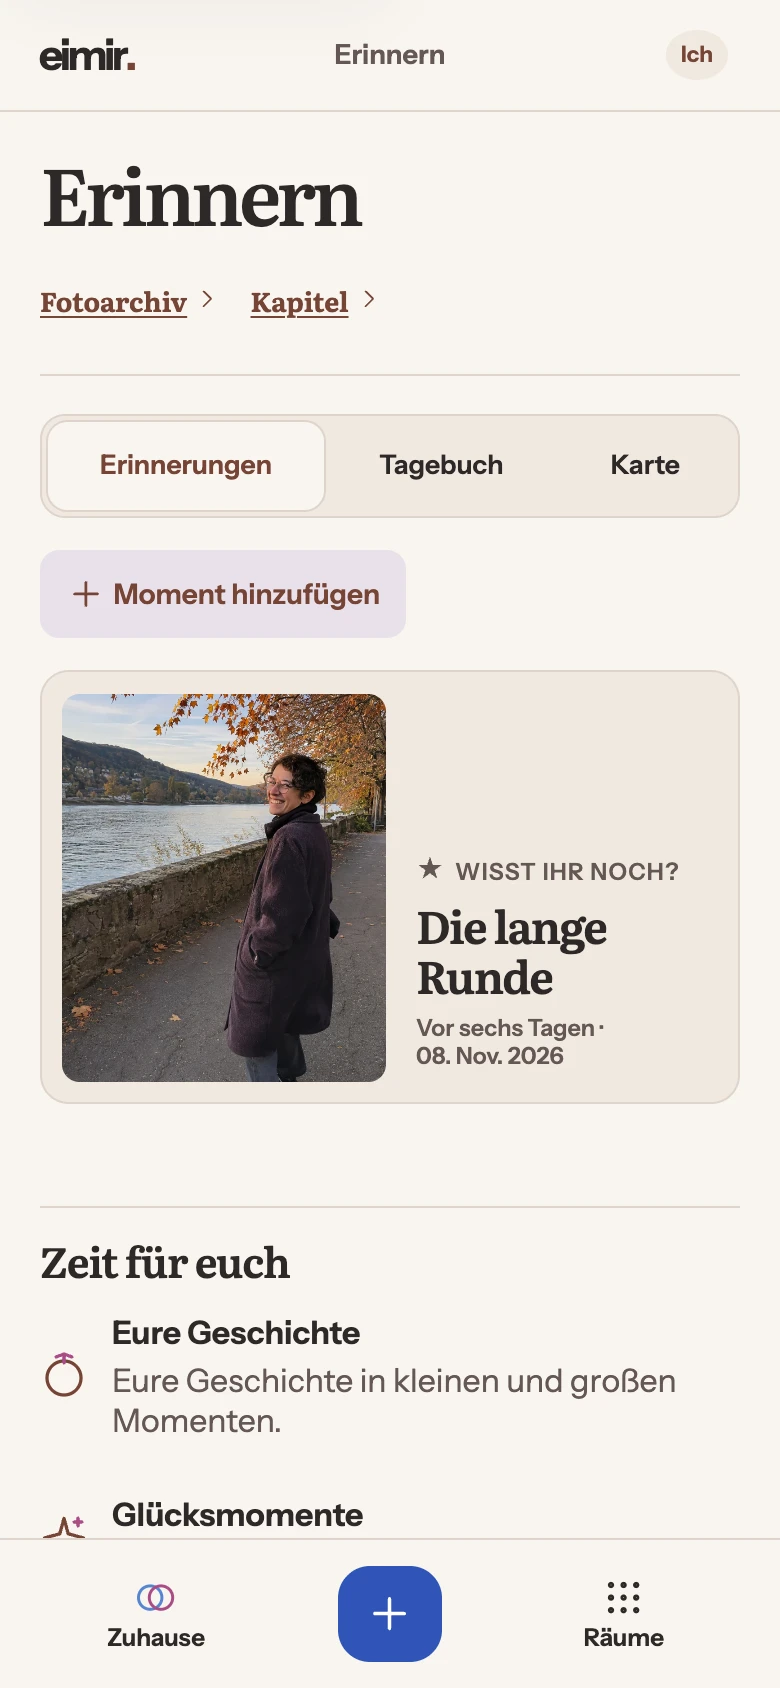 eimir.
Erinnern
Ich
Erinnern
Fotoarchiv
Kapitel
Erinnerungen
Tagebuch
Karte
Moment hinzufügen
WISST IHR NOCH?
Die lange
Runde
Vor sechs Tagen ·
08. Nov. 2026
Zeit für euch
Eure Geschichte
Eure Geschichte in kleinen und großen
Momenten.
Glücksmomente
Zuhause
Räume